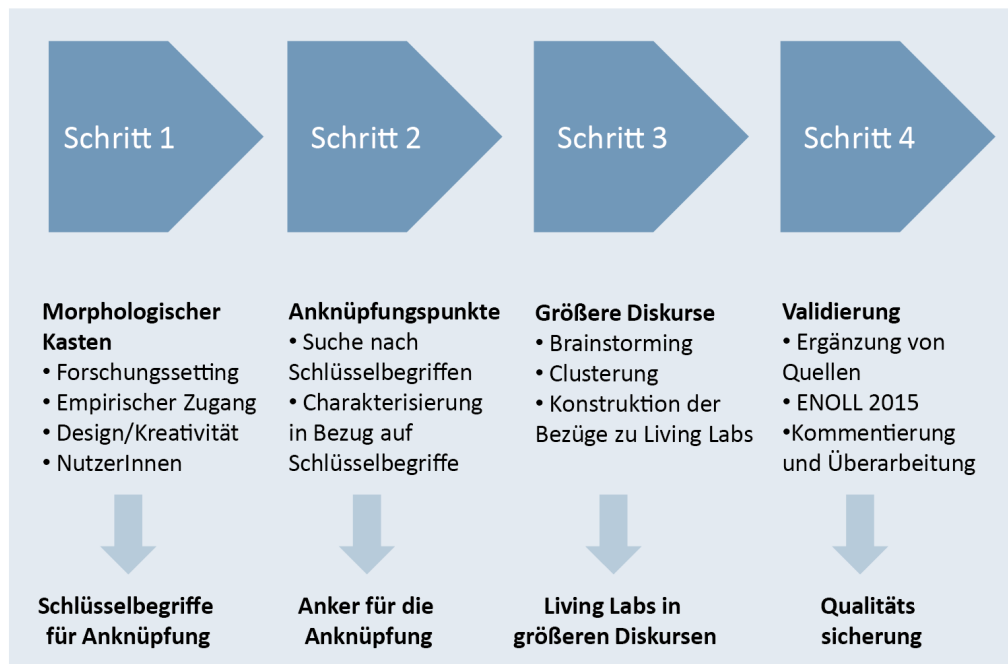 Schritt 1
Schritt 2
Schritt 3
Schritt 4
Morphologischer
Kasten
• Forschungssetting
• Empirischer Zugang
• Design/Kreativität
• NutzerInnen
Anknüpfungspunkte
• Suche nach
Schlüsselbegriffen
• Charakterisierung
in Bezug auf
Schlüsselbegriffe
Größere Diskurse
• Brainstorming
• Clusterung
• Konstruktion der
Bezüge zu Living Labs
Validierung
• Ergänzung von
Quellen
• ENOLL 2015
•Kommentierung
und Überarbeitung
Schlüsselbegriffe
für Anknüpfung
Anker für die
Anknüpfung
Living Labs in
größeren Diskursen
Qualitäts
sicherung